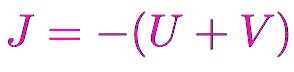 J = −(U + V)